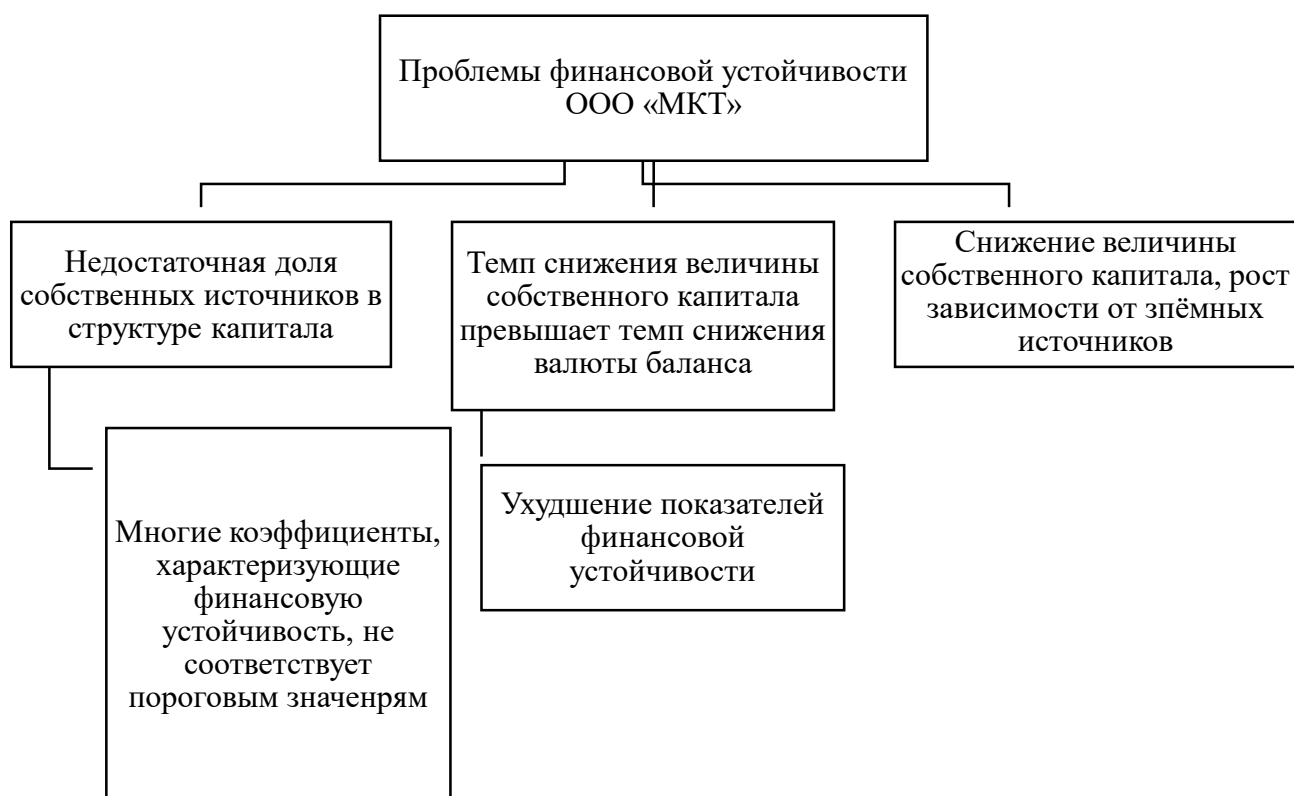 Проблемы финансовой устойчивости
ООО «МКТ»
Недостаточная доля
собственных источников в
структуре капитала
Темп снижения величины
собственного капитала
превышает темп снижения
валюты баланса
Снижение величины
собственного капитала, рост
зависимости от зпёмных
источников
Многие коэффициенты,
характеризующие
финансовую
устойчивость, не
соответствует
пороговым значенрям
Ухудшение показателей
финансовой
устойчивости